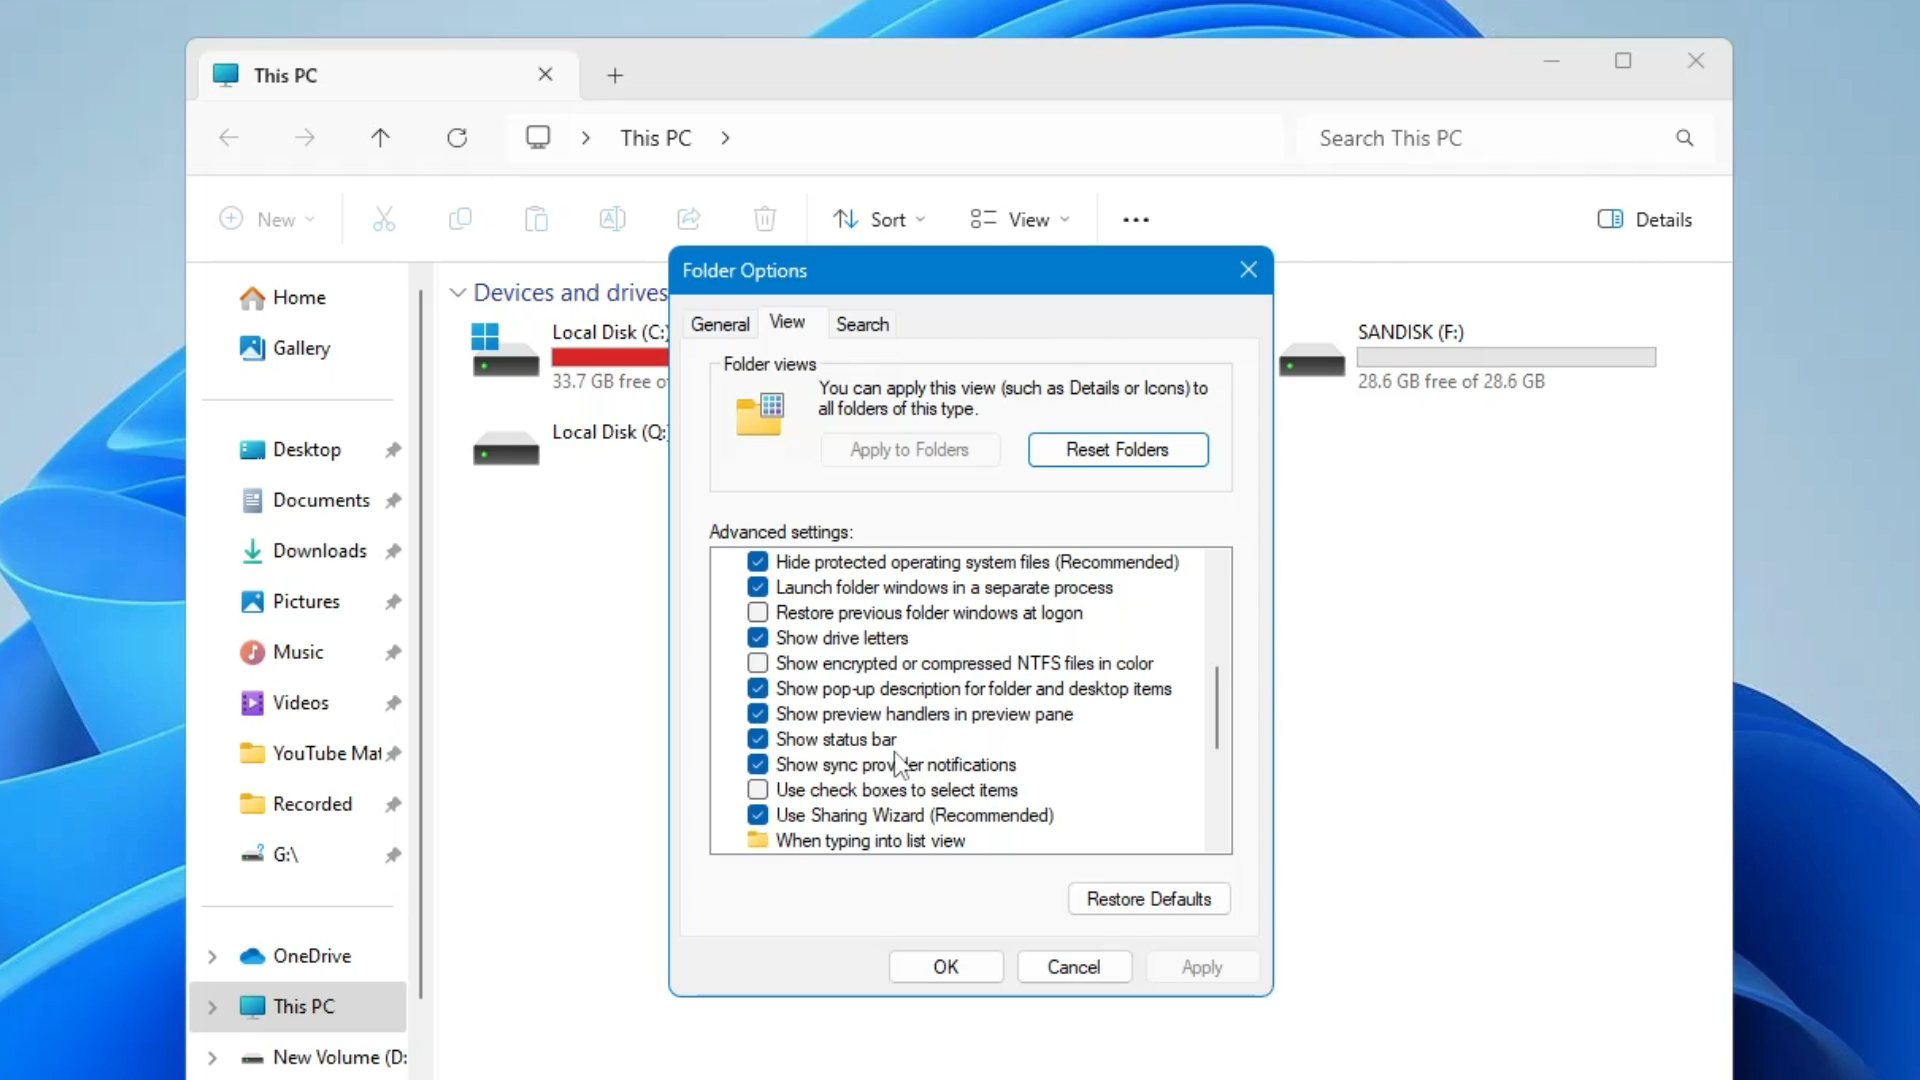 This PC
This PC
Search This PC
New
Sort
View
Details
Home
Gallery
Desktop
Documents
Downloads
Pictures
Music
Videos
YouTube Mat
Recorded
G:\
OneDrive
This PC
New Volume (D:
Devices and drives
Local Disk (C:)
33.7 GB free o
Local Disk (Q:
SANDISK (F:)
28.6 GB free of 28.6 GB
Folder Options
General
View
Search
Folder views
You can apply this view (such as Details or Icons) to
all folders of this type.
Apply to Folders
Reset Folders
Advanced settings:
Hide protected operating system files (Recommended)
Launch folder windows in a separate process
Restore previous folder windows at logon
Show drive letters
Show encrypted or compressed NTFS files in color
Show pop-up description for folder and desktop items
Show preview handlers in preview pane
Show status bar
Show sync provider notifications
Use check boxes to select items
Use Sharing Wizard (Recommended)
When typing into list view
Restore Defaults
OK
Cancel
Apply